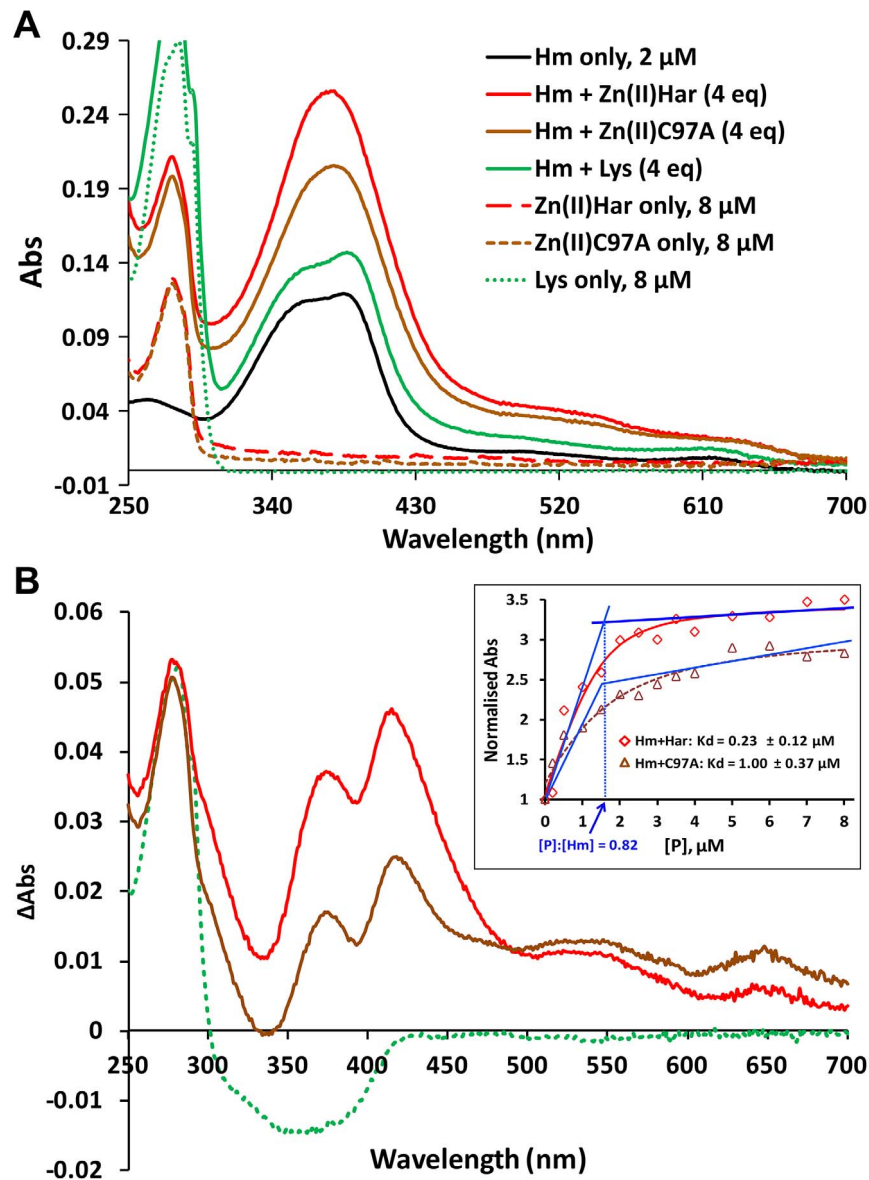 A
0.29
0.24
0.19
0.14
0.09
0.04
-0.01
Abs
Hm only, 2 μM
Hm + Zn(II)Har (4 eq)
Hm + Zn(II)C97A (4 eq)
Hm + Lys (4 eq)
Zn(II)Har only, 8 μM
Zn(II)C97A only, 8 μM
Lys only, 8 μM
250 340 430 520 610 700
Wavelength (nm)
B
0.06
0.05
0.04
0.03
0.02
0.01
0
-0.01
-0.02
ΔAbs
3.5
3
2.5
2
1.5
1
Normalised Abs
Hm+Har: Kd = 0.23 ± 0.12 μM
Hm+C97A: Kd = 1.00 ± 0.37 μM
0 1 2 3 4 5 6 7 8
[P]:[Hm] = 0.82
[P], μM
250 300 350 400 450 500 550 600 650 700
Wavelength (nm)